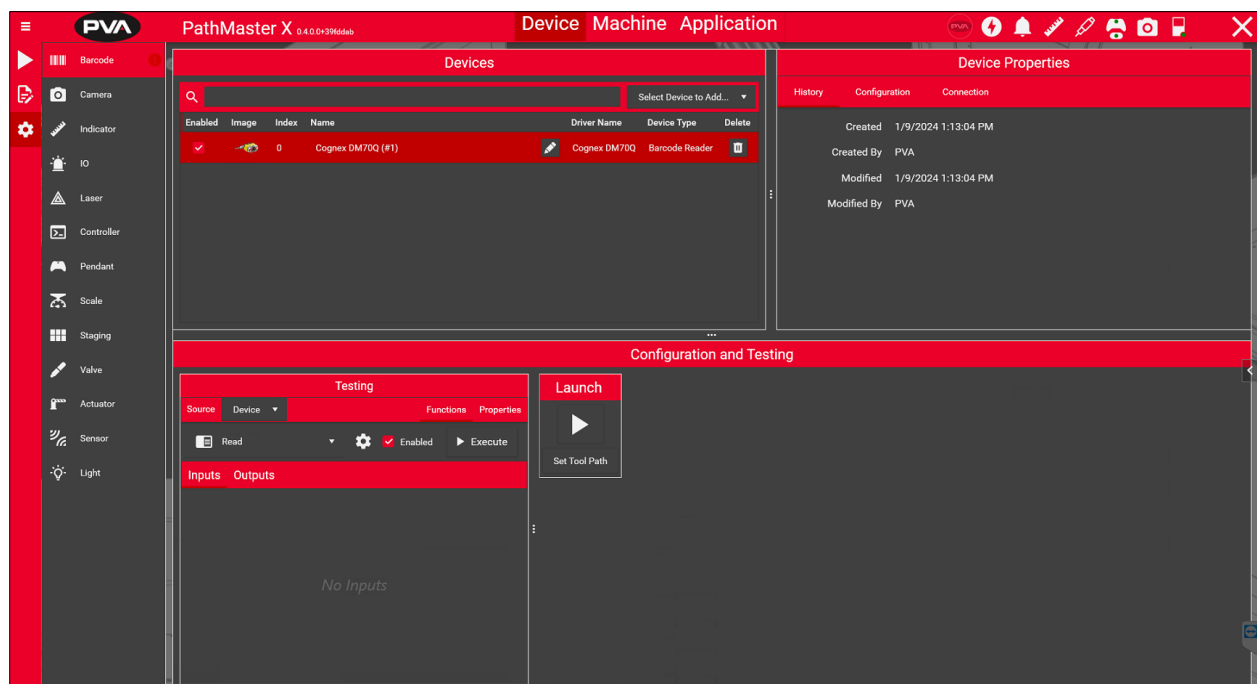 PVA PathMaster X 0.4.0.0+39fddab Device Machine Application
Barcode
Camera
Indicator
IO
Laser
Controller
Pendant
Scale
Staging
Valve
Actuator
Sensor
Light
Devices
Select Device to Add...
Enabled Image Index Name Driver Name Device Type Delete
0 Cognex DM70Q (#1) Cognex DM70Q Barcode Reader
Device Properties
History Configuration Connection
Created 1/9/2024 1:13:04 PM
Created By PVA
Modified 1/9/2024 1:13:04 PM
Modified By PVA
Configuration and Testing
Testing
Source Device Functions Properties
Read Enabled Execute
Inputs Outputs
No Inputs
Launch
Set Tool Path